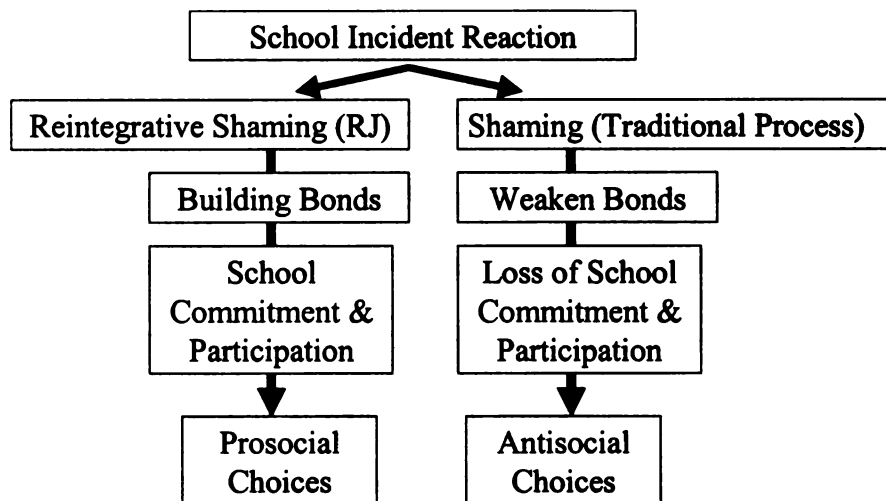 School Incident Reaction
Reintegrative Shaming (RJ)
Shaming (Traditional Process)
Building Bonds
Weaken Bonds
School
Commitment &
Participation
Loss of School
Commitment &
Participation
Prosocial
Choices
Antisocial
Choices